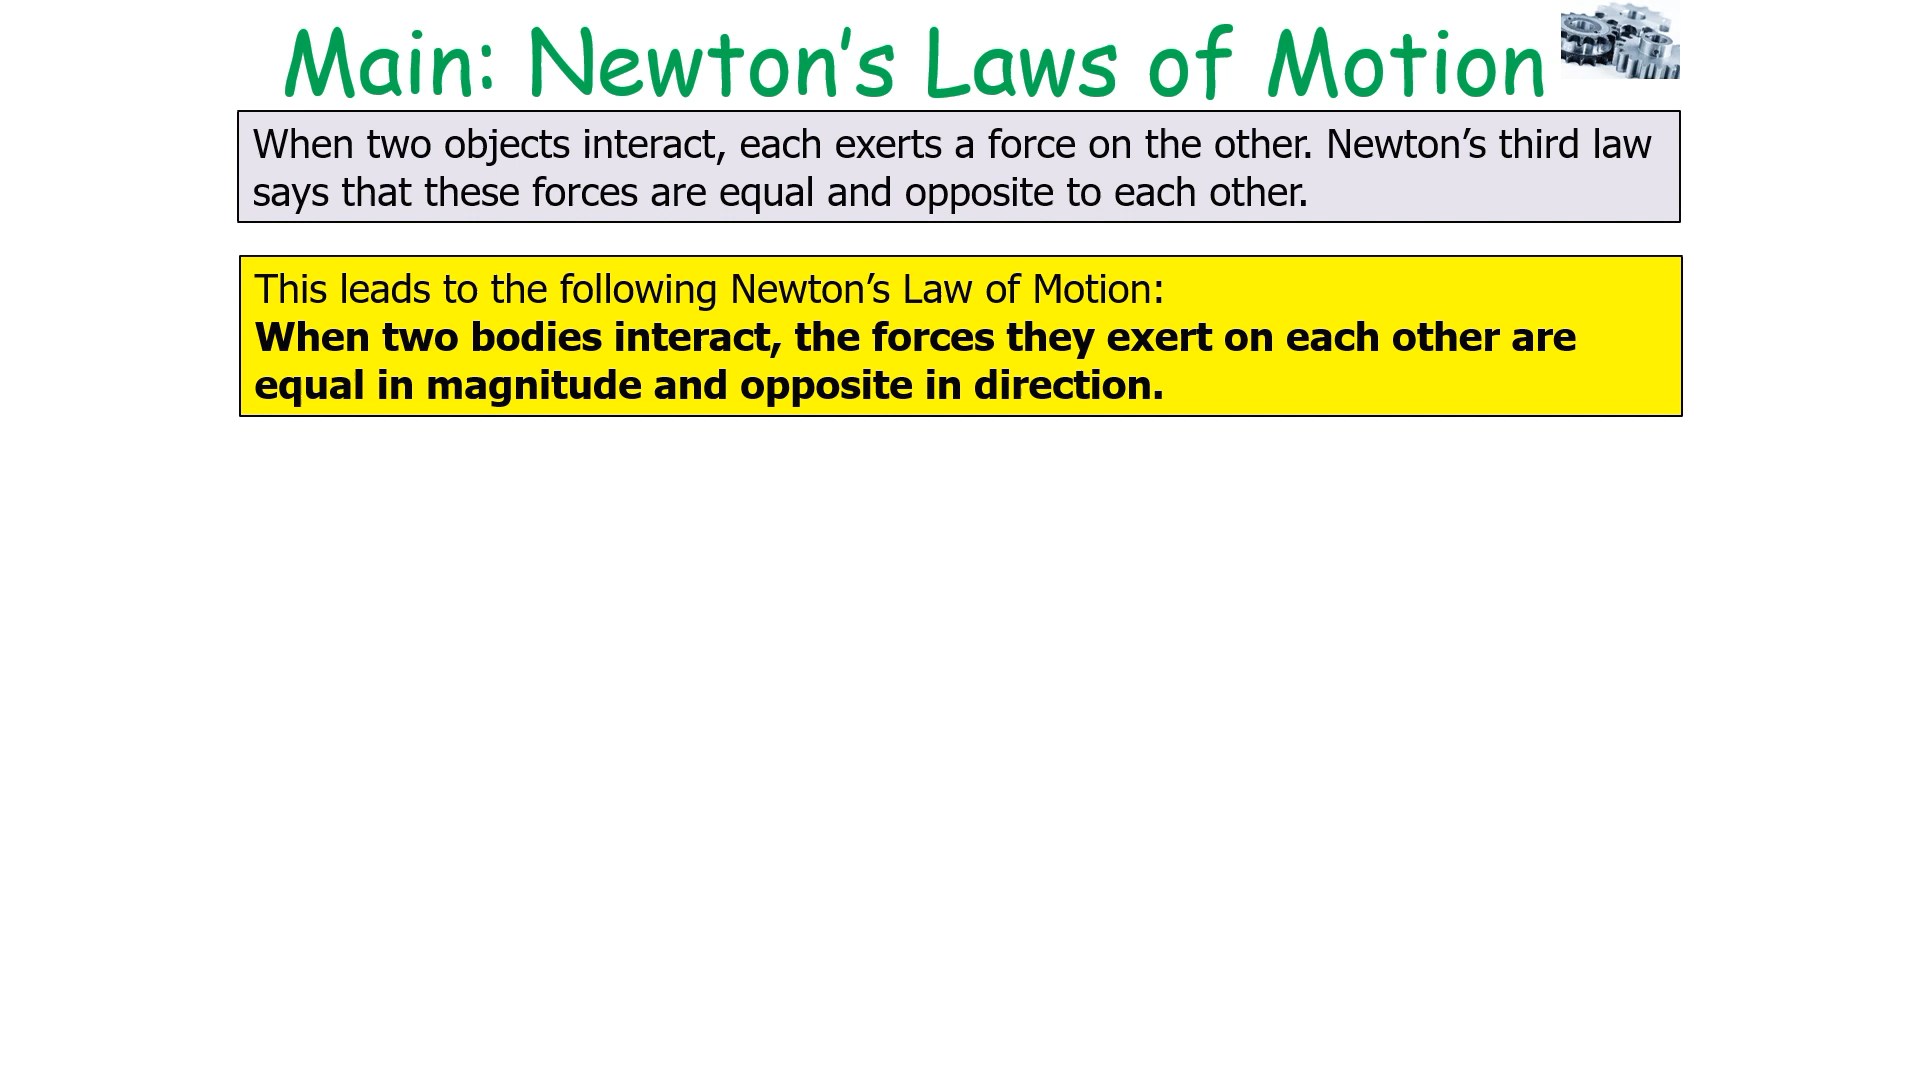 Main: Newton’s Laws of Motion
When two objects interact, each exerts a force on the other. Newton’s third law
says that these forces are equal and opposite to each other.
This leads to the following Newton’s Law of Motion:
When two bodies interact, the forces they exert on each other are
equal in magnitude and opposite in direction.